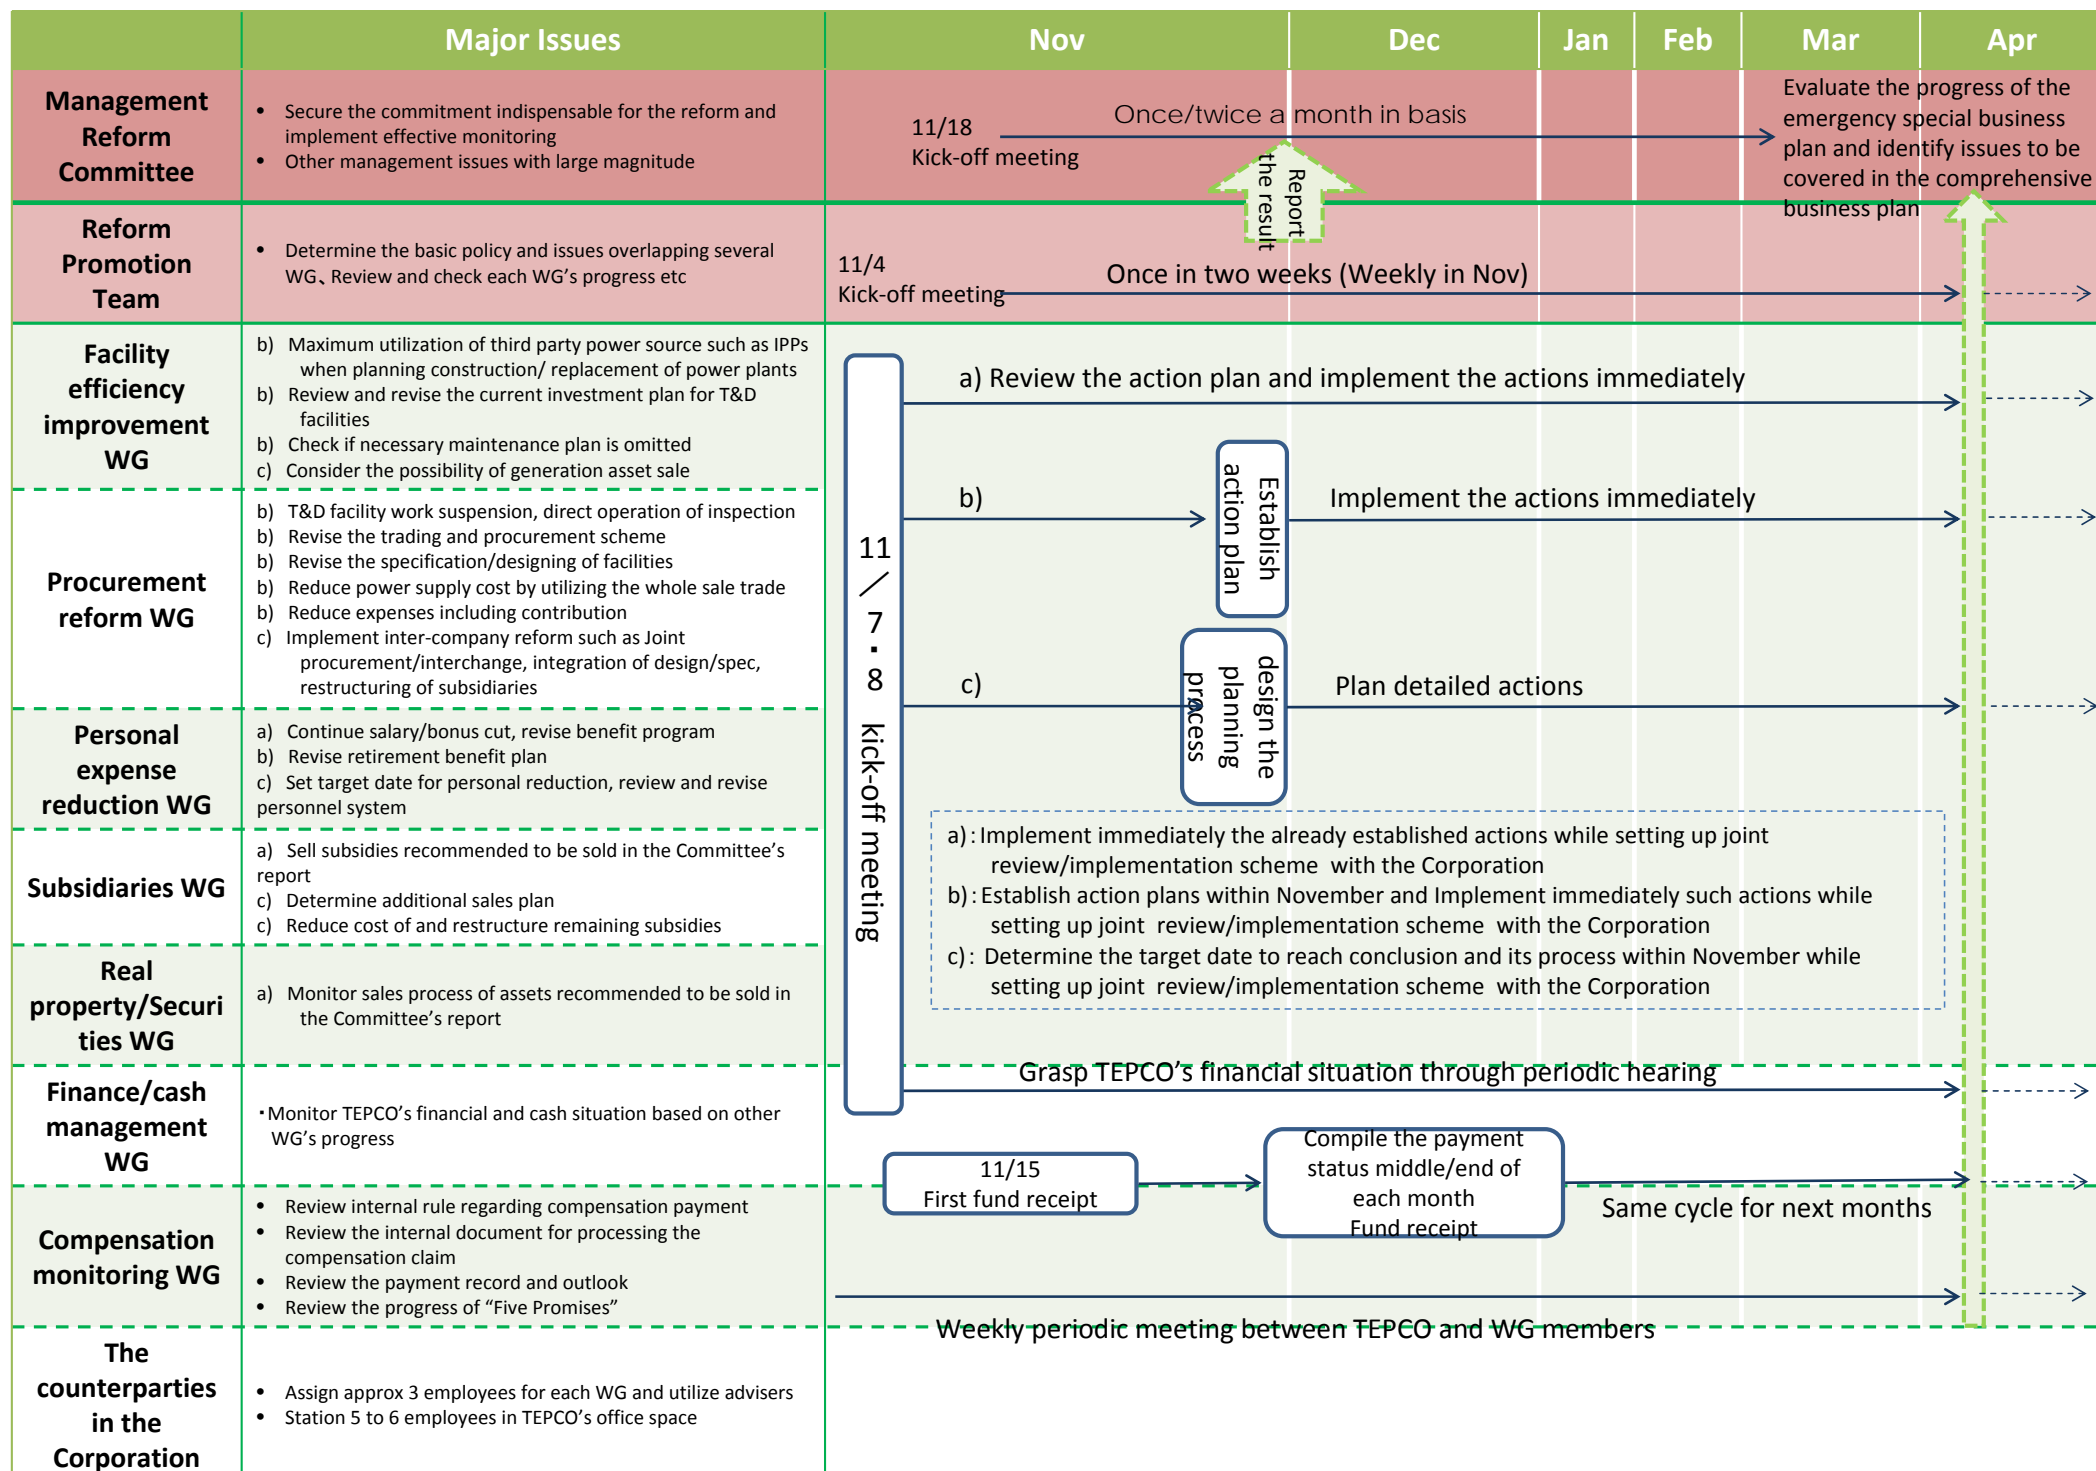 Major Issues
Nov
Dec
Jan
Feb
Mar
Apr
Management
Reform
Committee
• Secure the commitment indispensable for the reform and
implement effective monitoring
• Other management issues with large magnitude
11/18
Kick-off meeting
Once/twice a month in basis
Evaluate the progress of the
emergency special business
plan and identify issues to be
covered in the comprehensive
business plan
Report
the result
Reform
Promotion
Team
• Determine the basic policy and issues overlapping several
WG、Review and check each WG's progress etc
11/4
Kick-off meeting
Once in two weeks (Weekly in Nov)
Facility
efficiency
improvement
WG
b) Maximum utilization of third party power source such as IPPs
when planning construction/ replacement of power plants
b) Review and revise the current investment plan for T&D
facilities
b) Check if necessary maintenance plan is omitted
c) Consider the possibility of generation asset sale
11/7・8 kick-off meeting
a) Review the action plan and implement the actions immediately
Procurement
reform WG
b) T&D facility work suspension, direct operation of inspection
b) Revise the trading and procurement scheme
b) Revise the specification/designing of facilities
b) Reduce power supply cost by utilizing the whole sale trade
b) Reduce expenses including contribution
c) Implement inter-company reform such as Joint
procurement/interchange, integration of design/spec,
restructuring of subsidiaries
b)
Establish
action plan
Implement the actions immediately
c)
design the
planning
process
Plan detailed actions
Personal
expense
reduction WG
a) Continue salary/bonus cut, revise benefit program
b) Revise retirement benefit plan
c) Set target date for personal reduction, review and revise
personnel system
Subsidiaries WG
a) Sell subsidies recommended to be sold in the Committee's
report
c) Determine additional sales plan
c) Reduce cost of and restructure remaining subsidies
a): Implement immediately the already established actions while setting up joint
review/implementation scheme with the Corporation
b): Establish action plans within November and Implement immediately such actions while
setting up joint review/implementation scheme with the Corporation
c): Determine the target date to reach conclusion and its process within November while
setting up joint review/implementation scheme with the Corporation
Real
property/Securi
ties WG
a) Monitor sales process of assets recommended to be sold in
the Committee's report
Finance/cash
management
WG
・Monitor TEPCO's financial and cash situation based on other
WG's progress
Grasp TEPCO's financial situation through periodic hearing
11/15
First fund receipt
Compile the payment
status middle/end of
each month
Fund receipt
Same cycle for next months
Compensation
monitoring WG
• Review internal rule regarding compensation payment
• Review the internal document for processing the
compensation claim
• Review the payment record and outlook
• Review the progress of "Five Promises"
Weekly periodic meeting between TEPCO and WG members
The
counterparties
in the
Corporation
• Assign approx 3 employees for each WG and utilize advisers
• Station 5 to 6 employees in TEPCO's office space